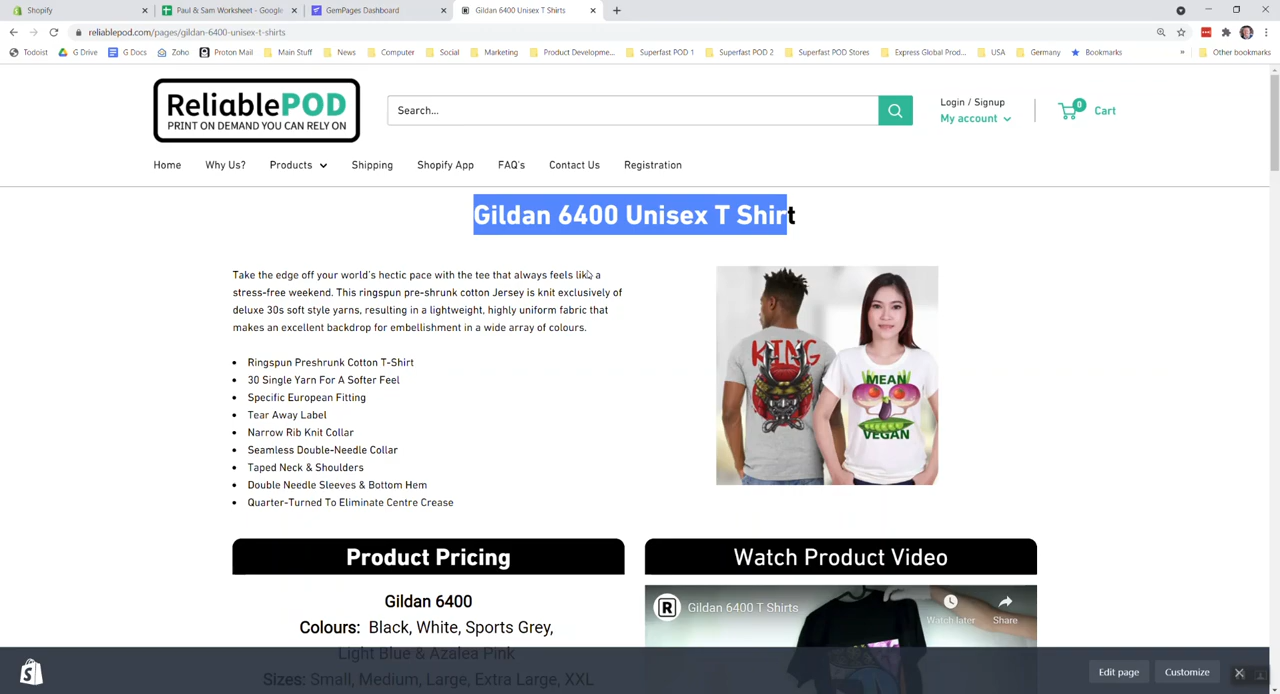 Shopify
Paul & Sam Worksheet - Google
GemPages Dashboard
Gildan 6400 Unisex T Shirts
reliablepod.com/pages/gildan-6400-unisex-t-shirts
Todoist G Drive G Docs Zoho Proton Mail Main Stuff News Computer Social Marketing Product Developme... Superfast POD 1 Superfast POD 2 Superfast POD Stores Express Global Prod... USA Germany Bookmarks » Other bookmarks
ReliablePOD
PRINT ON DEMAND YOU CAN RELY ON
Search...
Login / Signup
My account
0
Cart
Home Why Us? Products Shipping Shopify App FAQ's Contact Us Registration
Gildan 6400 Unisex T Shirt
Take the edge off your world's hectic pace with the tee that always feels like a
stress-free weekend. This ringspun pre-shrunk cotton Jersey is knit exclusively of
deluxe 30s soft style yarns, resulting in a lightweight, highly uniform fabric that
makes an excellent backdrop for embellishment in a wide array of colours.
• Ringspun Preshrunk Cotton T-Shirt
• 30 Single Yarn For A Softer Feel
• Specific European Fitting
• Tear Away Label
• Narrow Rib Knit Collar
• Seamless Double-Needle Collar
• Taped Neck & Shoulders
• Double Needle Sleeves & Bottom Hem
• Quarter-Turned To Eliminate Centre Crease
KING
MEAN
VEGAN
Product Pricing
Gildan 6400
Colours: Black, White, Sports Grey,
Light Blue & Azalea Pink
Sizes: Small, Medium, Large, Extra Large, XXL
Watch Product Video
R
Gildan 6400 T Shirts
Watch later
Share
Edit page
Customize